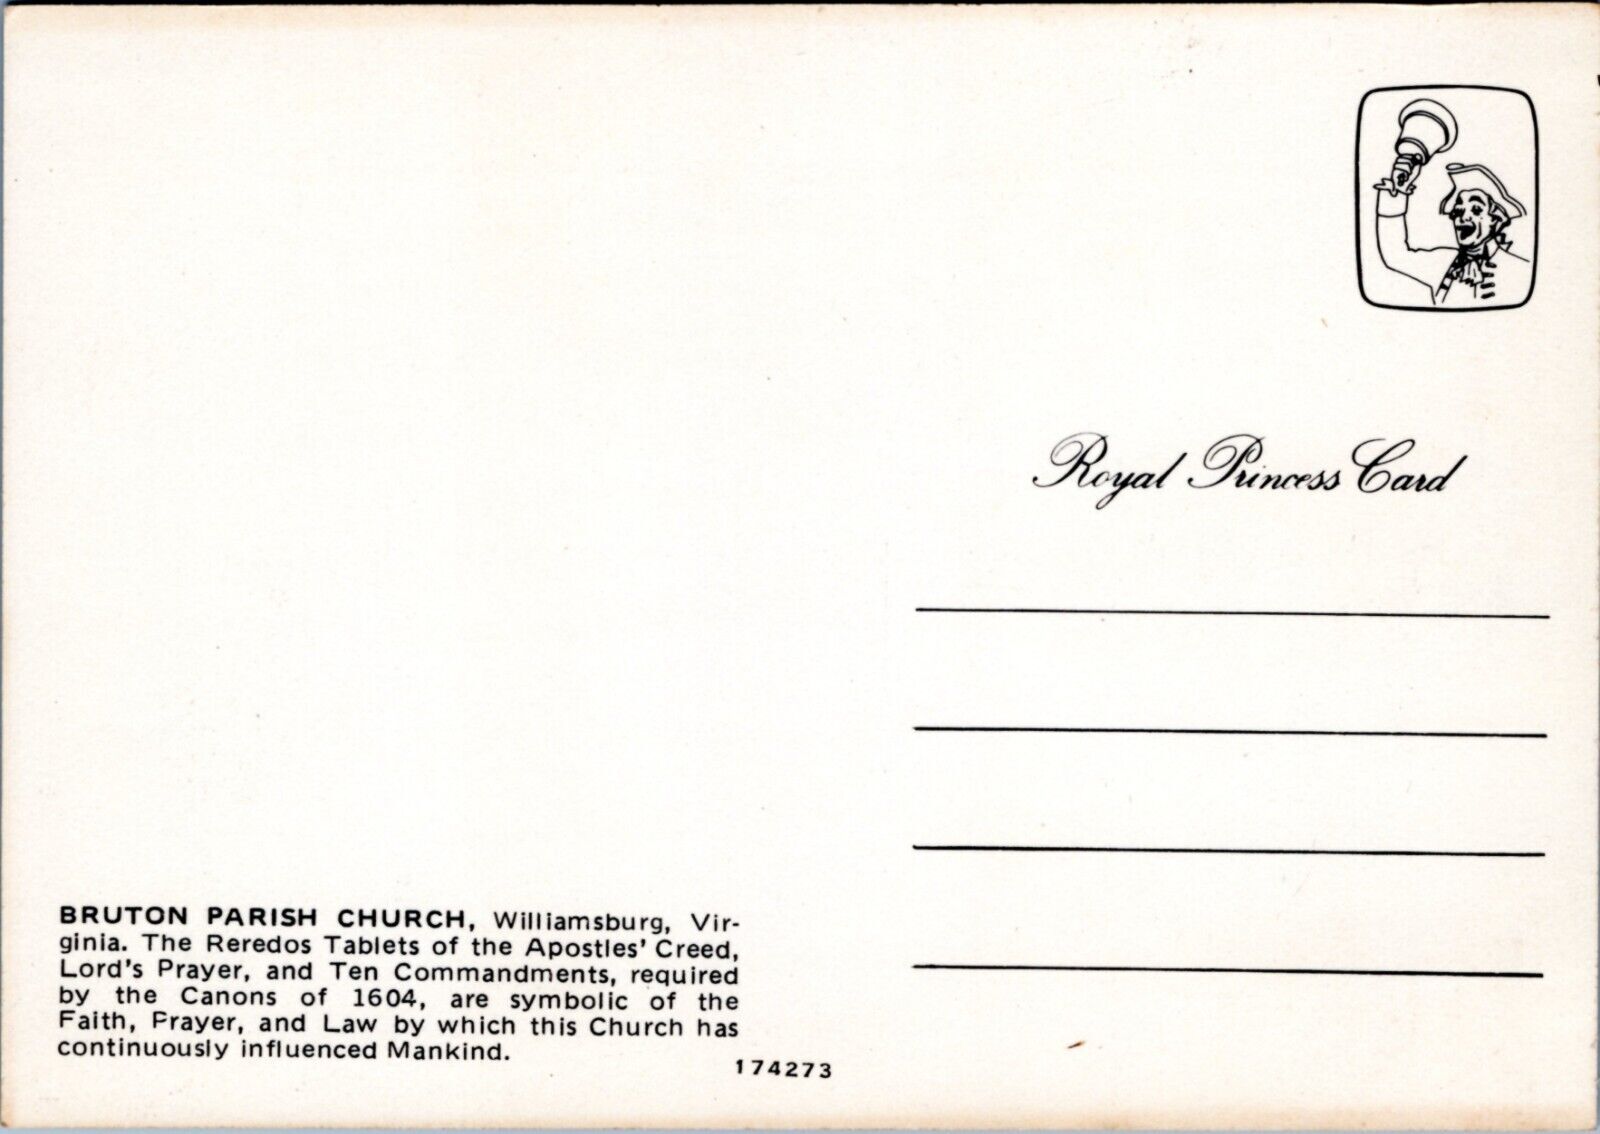 Royal Princess Card
BRUTON PARISH CHURCH, Williamsburg, Vir-
ginia. The Reredos Tablets of the Apostles' Creed,
Lord's Prayer, and Ten Commandments, required
by the Canons of 1604, are symbolic of the
Faith, Prayer, and Law by which this Church has
continuously influenced Mankind.
174273